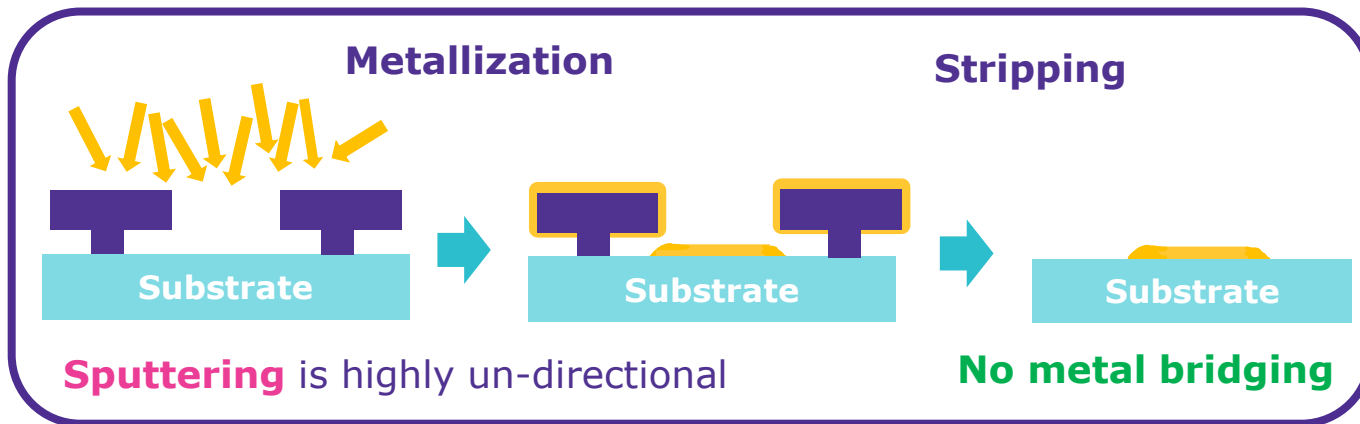 Metallization
Stripping
Substrate
Substrate
Substrate
Sputtering is highly un-directional
No metal bridging